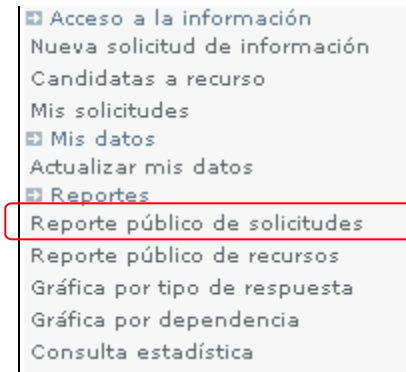 Acceso a la información
Nueva solicitud de información
Candidatas a recurso
Mis solicitudes
Mis datos
Actualizar mis datos
Reportes
Reporte público de solicitudes
Reporte público de recursos
Gráfica por tipo de respuesta
Gráfica por dependencia
Consulta estadística